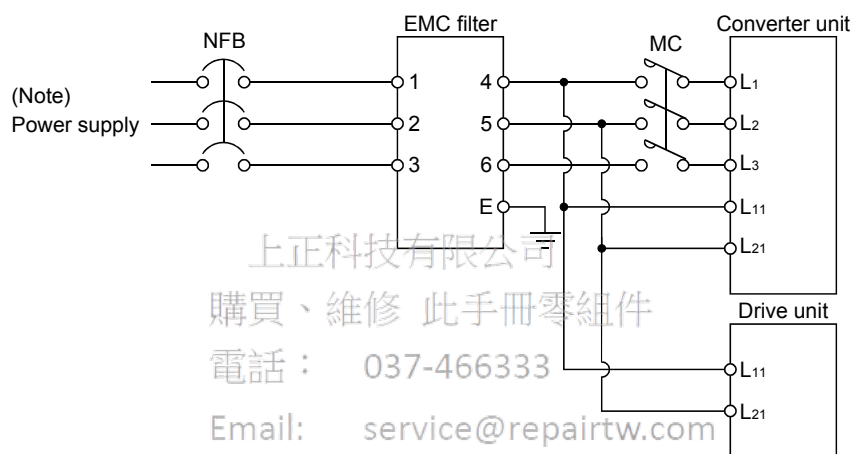 NFB
EMC filter
MC
Converter unit
(Note)
Power supply
1
4
L1
2
5
L2
3
6
L3
E
L11
L21
上正科技有限公司
購買、維修 此手冊零組件
電話： 037-466333
Email: service@repairtw.com
Drive unit
L11
L21